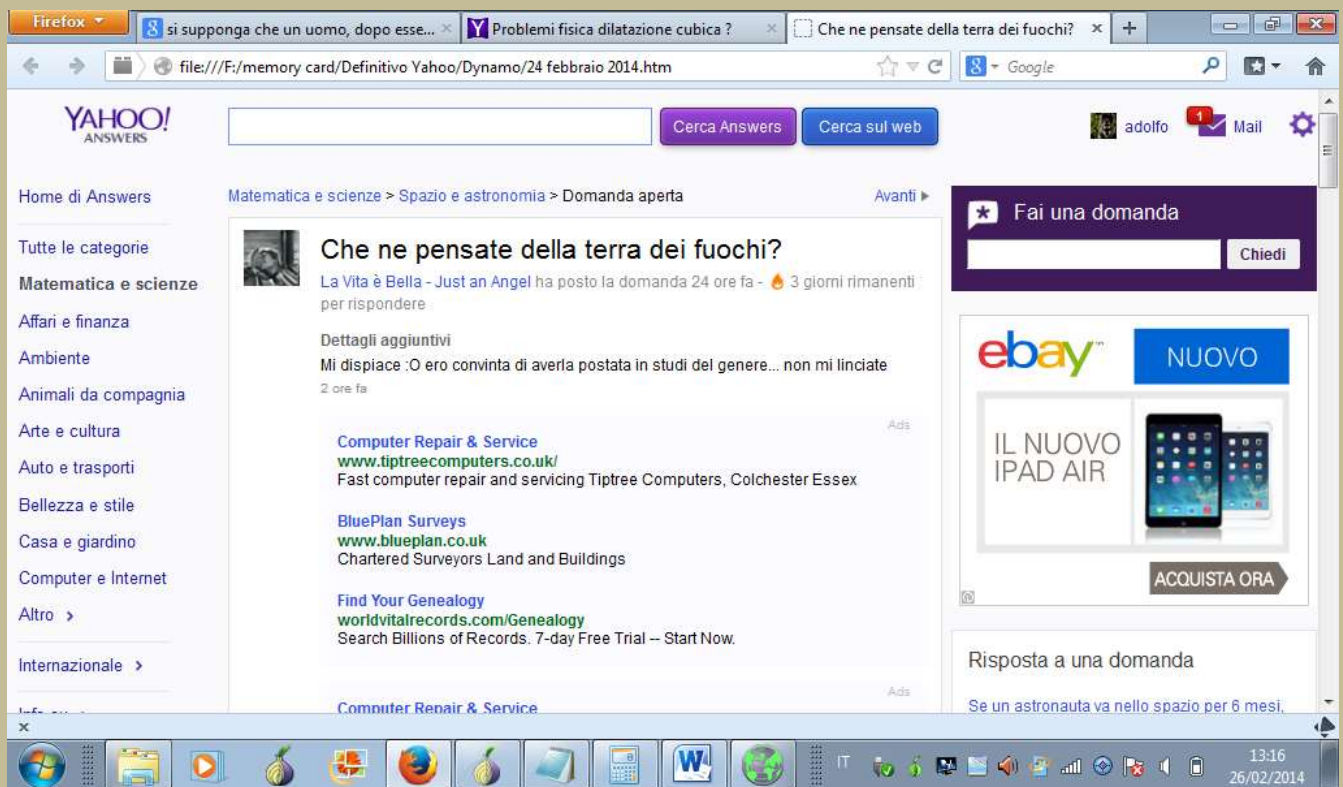 Firefox
si supponga che un uomo, dopo esse...
Problemi fisica dilatazione cubica ?
Che ne pensate della terra dei fuochi?
file:///F:/memory card/Definitivo Yahoo/Dynamo/24 febbraio 2014.htm
Google
YAHOO!
ANSWERS
Cerca Answers
Cerca sul web
adolfo
1
Mail
Home di Answers
Tutte le categorie
Matematica e scienze
Affari e finanza
Ambiente
Animali da compagnia
Arte e cultura
Auto e trasporti
Bellezza e stile
Casa e giardino
Computer e Internet
Altro >
Internazionale >
Matematica e scienze > Spazio e astronomia > Domanda aperta
Avanti
Che ne pensate della terra dei fuochi?
La Vita è Bella - Just an Angel ha posto la domanda 24 ore fa - 3 giorni rimanenti
per rispondere
Dettagli aggiuntivi
Mi dispiace :O ero convinta di averla postata in studi del genere... non mi linciate
2 ore fa
Ads
Computer Repair & Service
www.tiptreecomputers.co.uk/
Fast computer repair and servicing Tiptree Computers, Colchester Essex
BluePlan Surveys
www.blueplan.co.uk
Chartered Surveyors Land and Buildings
Find Your Genealogy
worldvitalrecords.com/Genealogy
Search Billions of Records. 7-day Free Trial -- Start Now.
Ads
Computer Repair & Service
Fai una domanda
Chiedi
ebay
NUOVO
IL NUOVO
IPAD AIR
ACQUISTA ORA
Risposta a una domanda
Se un astronauta va nello spazio per 6 mesi,
IT
13:16
26/02/2014